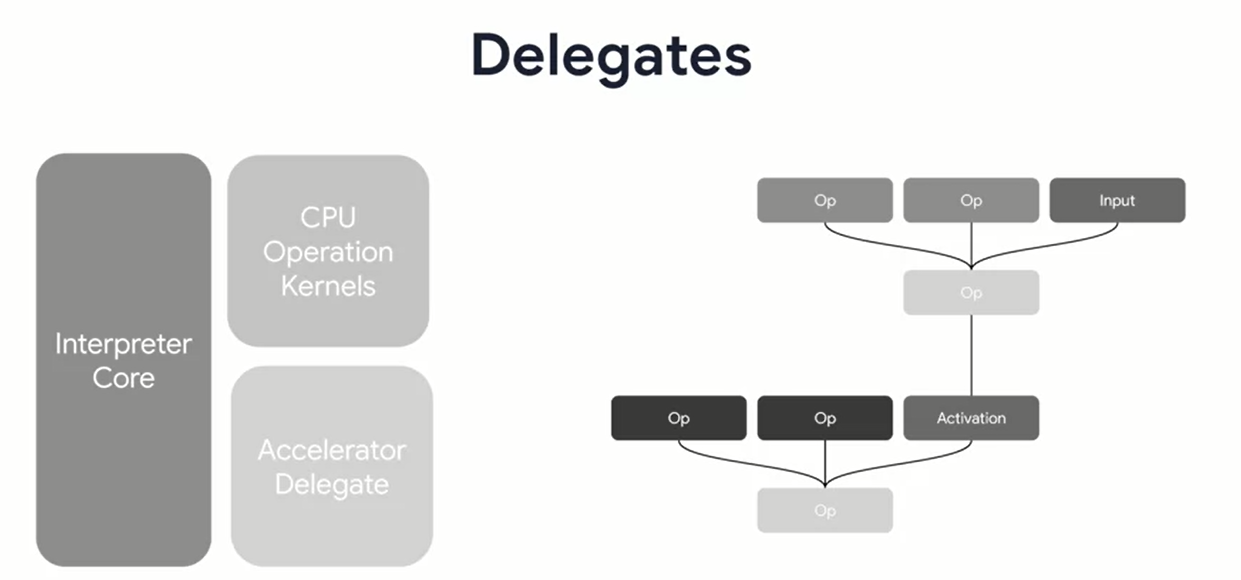 Delegates
Interpreter
Core
CPU
Operation
Kernels
Accelerator
Delegate
Op
Op
Input
Op
Op
Op
Activation
Op